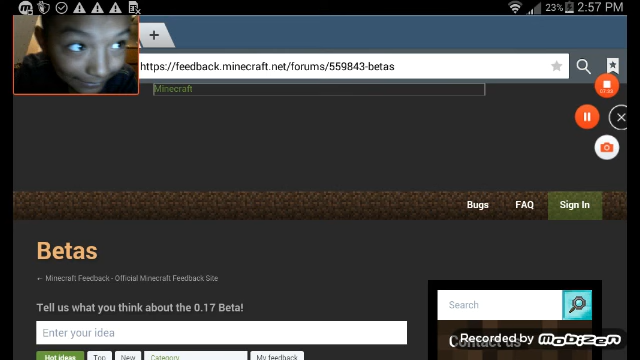 23% 2:57 PM
https://feedback.minecraft.net/forums/559843-betas
Minecraft
Bugs FAQ Sign In
Betas
← Minecraft Feedback - Official Minecraft Feedback Site
Tell us what you think about the 0.17 Beta!
Search
Enter your idea
Contact us
Recorded by MOBIZEN
Hot ideas Top New Category My feedback